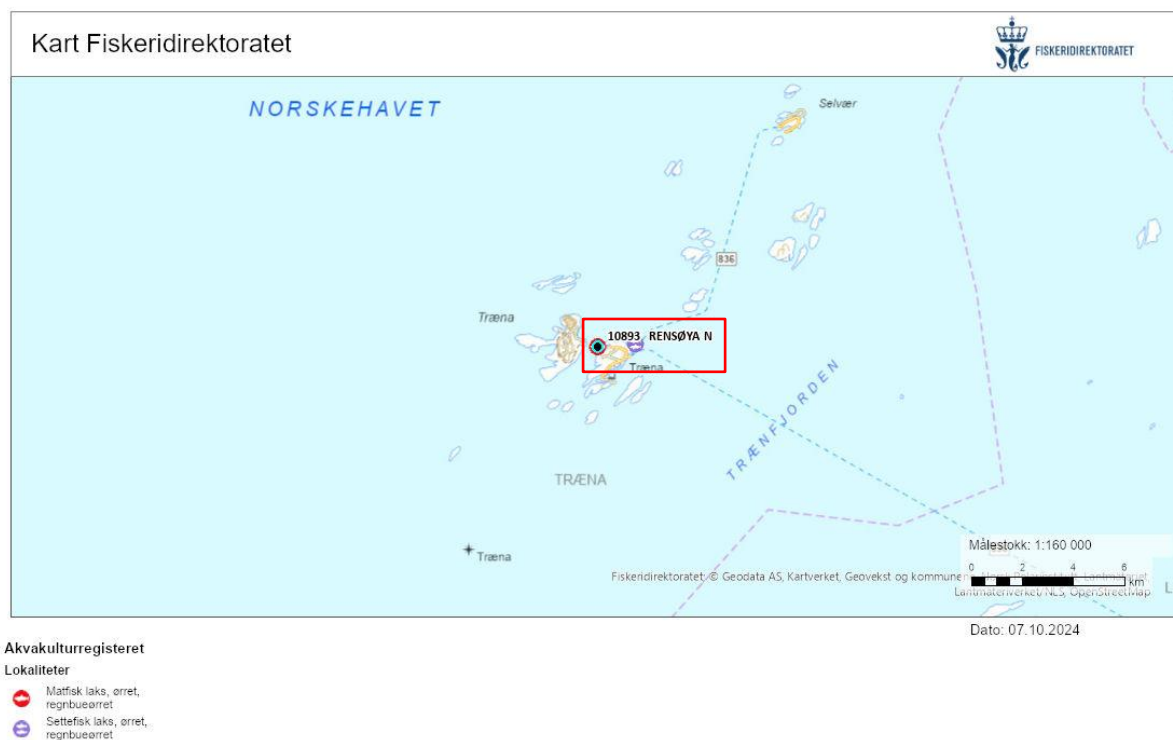 Kart Fiskeridirektoratet
FISKERIDIREKTORATET
NORSKEHAVET
Selvær
836
Træna
10893 RENSØYA N
Træna
TRÆNFJORDEN
TRÆNA
Træna
Målestokk: 1:160 000
0 2 4 6
km
Fiskeridirektoratet, © Geodata AS, Kartverket, Geovekst og kommune
Lantmäteriverket/NLS, OpenStreetMap
L
Dato: 07.10.2024
Akvakulturregisteret
Lokaliteter
Matfisk laks, ørret,
regnbueørret
Settefisk laks, ørret,
regnbueørret